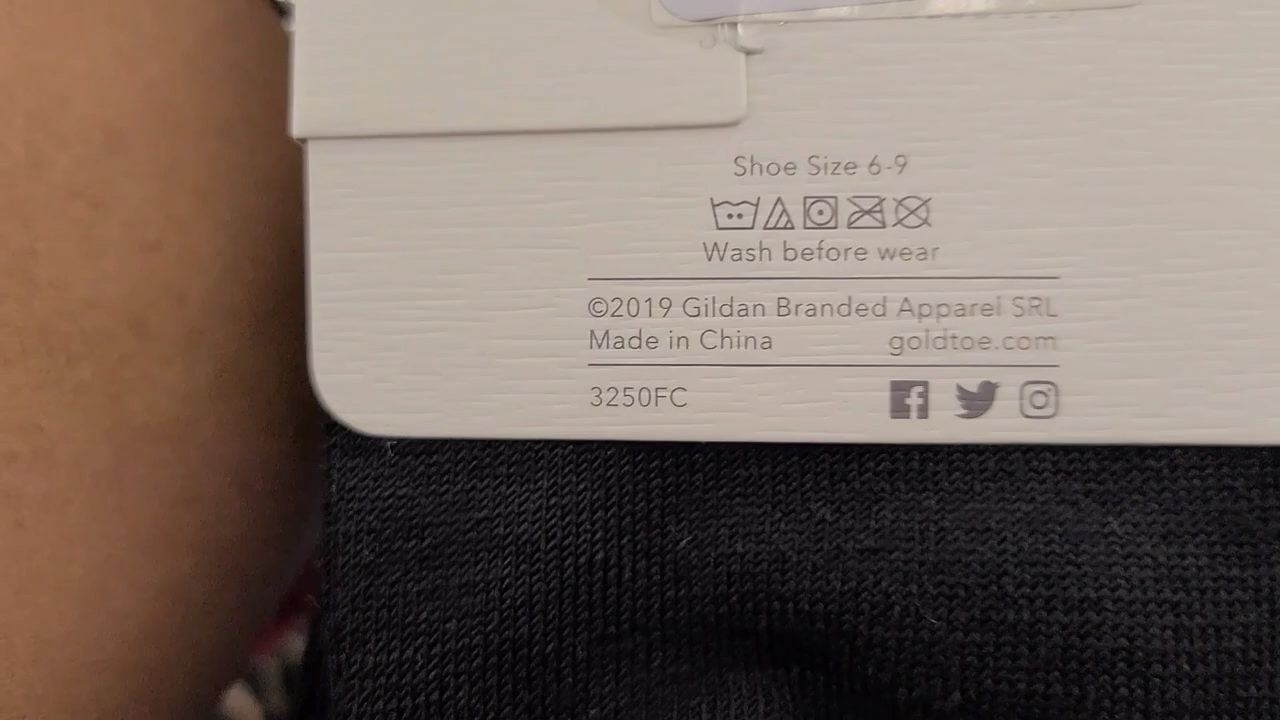 Shoe Size 6-9
Wash before wear
©2019 Gildan Branded Apparel SRL
Made in China goldtoe.com
3250FC